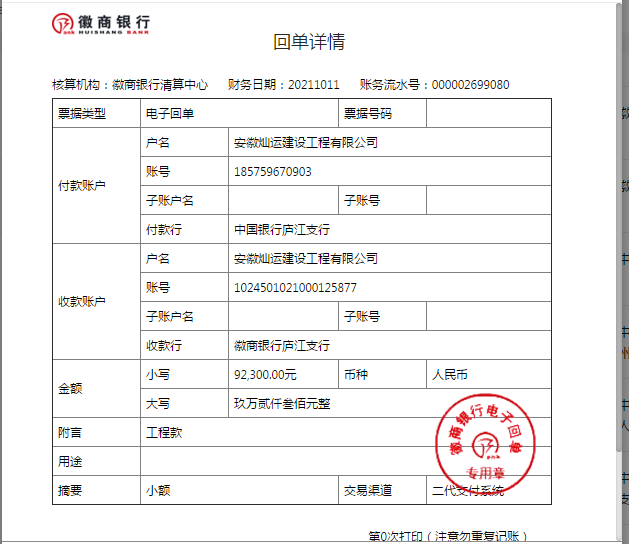 徽商银行
HUISHANG BANK
回单详情
核算机构：徽商银行清算中心 财务日期：20211011 账务流水号：000002699080
票据类型 电子回单 票据号码
付款账户
户名 安徽灿运建设工程有限公司
账号 185759670903
子账户名 子账号
付款行 中国银行庐江支行
收款账户
户名 安徽灿运建设工程有限公司
账号 1024501021000125877
子账户名 子账号
收款行 徽商银行庐江支行
金额
小写 92,300.00元 币种 人民币
大写 玖万贰仟叁佰元整
附言 工程款
用途
摘要 小额 交易渠道 二代支付系统
徽商银行电子回单
专用章
第0次打印（注意勿重复记账）